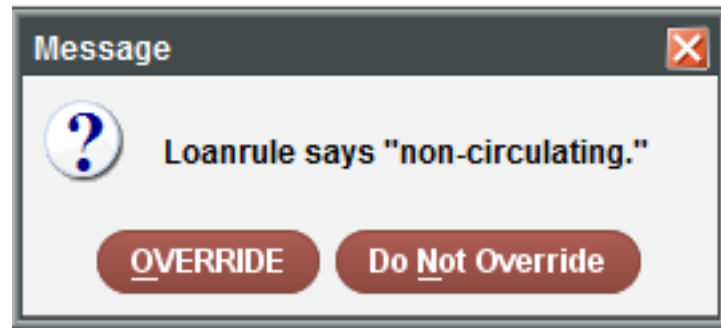 Message
Loanrule says "non-circulating."
OVERRIDE Do Not Override